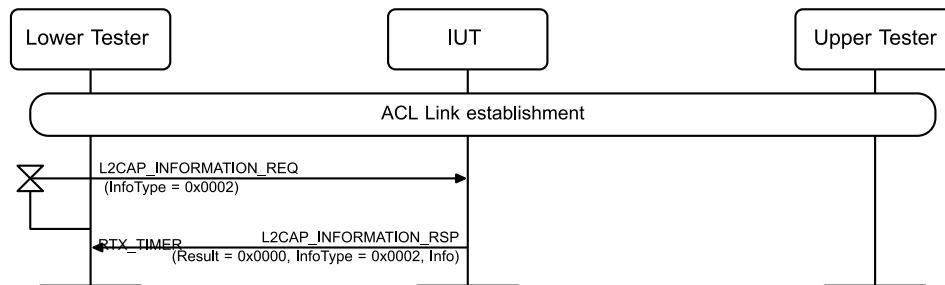 Lower Tester
IUT
Upper Tester
ACL Link establishment
L2CAP_INFORMATION_REQ
(InfoType = 0x0002)
RTX_TIMER
L2CAP_INFORMATION_RSP
(Result = 0x0000, InfoType = 0x0002, Info)